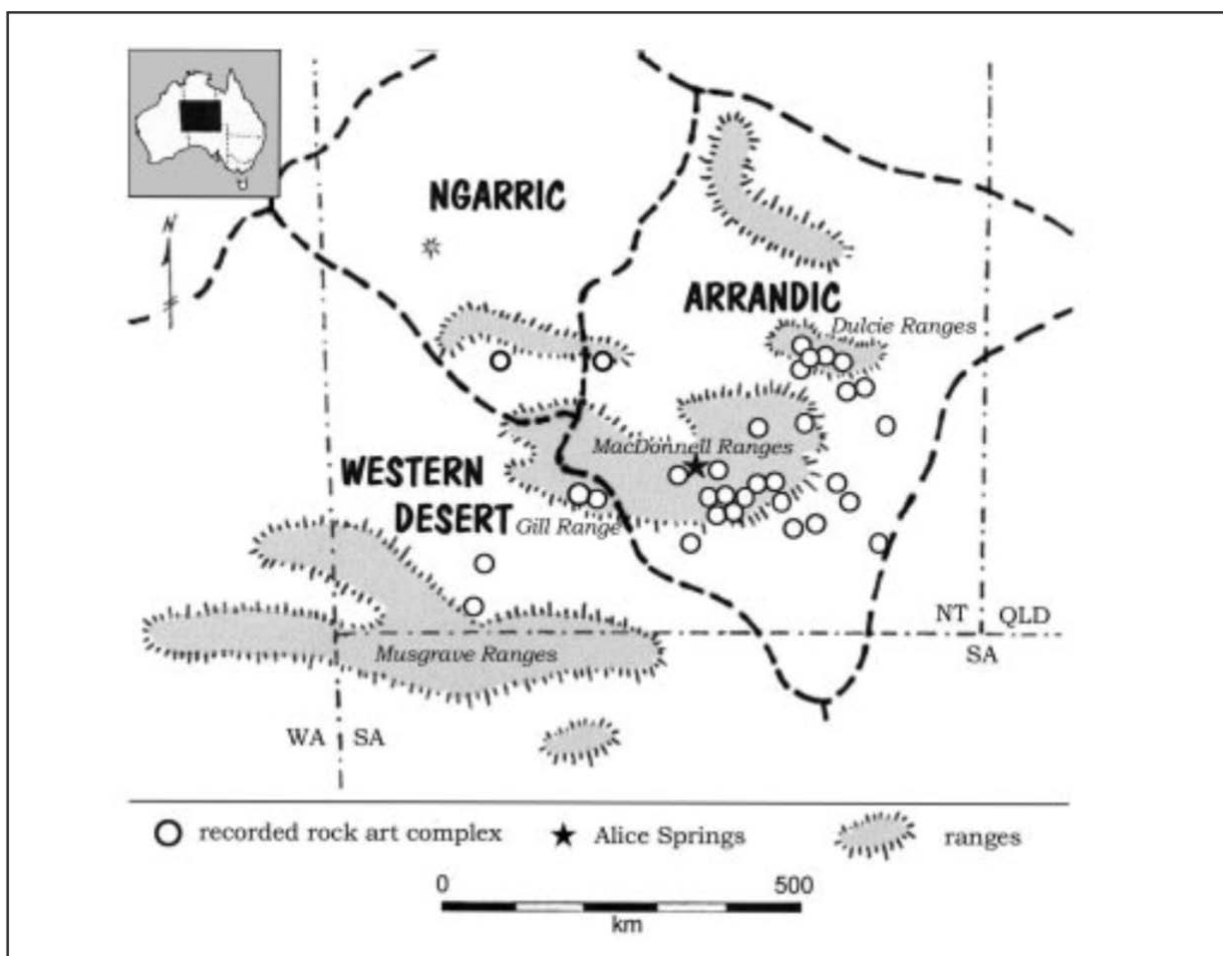 N
NGARRIC
ARRANDIC
Dulcie Ranges
MacDonnell Ranges
WESTERN
DESERT
Gill Range
NT
QLD
SA
Musgrave Ranges
WA
SA
recorded rock art complex
Alice Springs
ranges
0
500
km